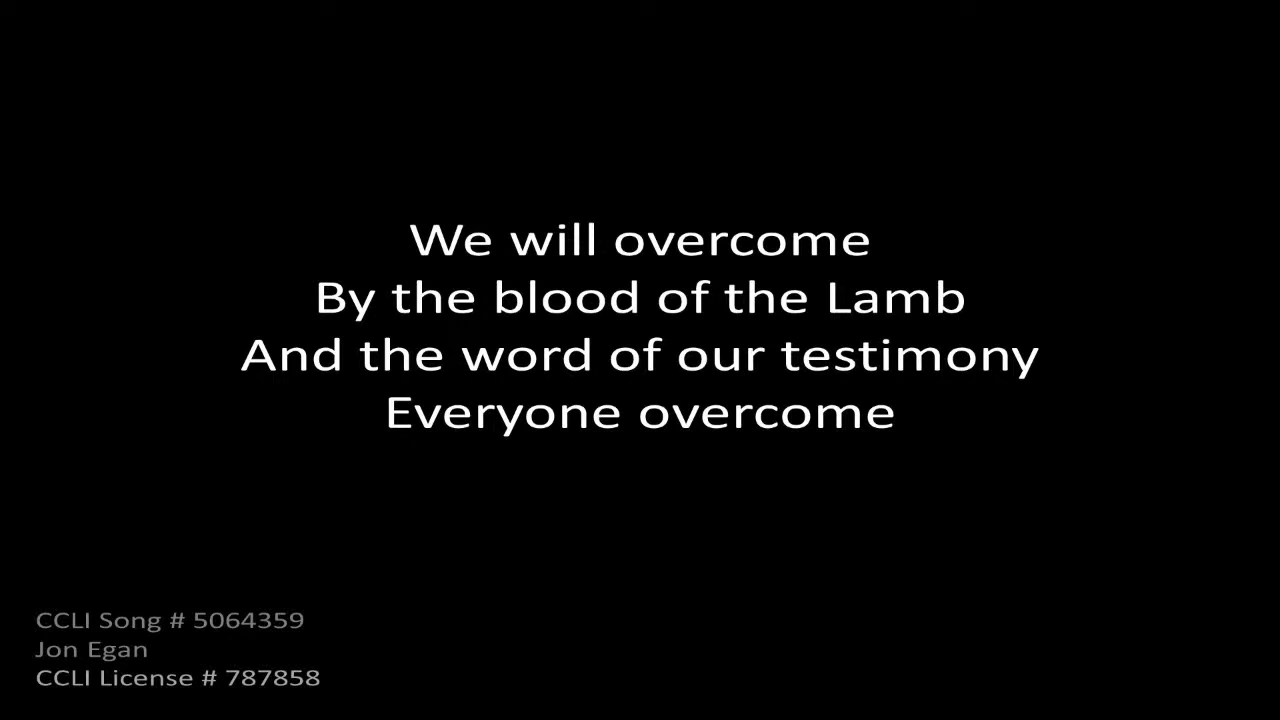 We will overcome
By the blood of the Lamb
And the word of our testimony
Everyone overcome
CCLI Song # 5064359
Jon Egan
CCLI License # 787858